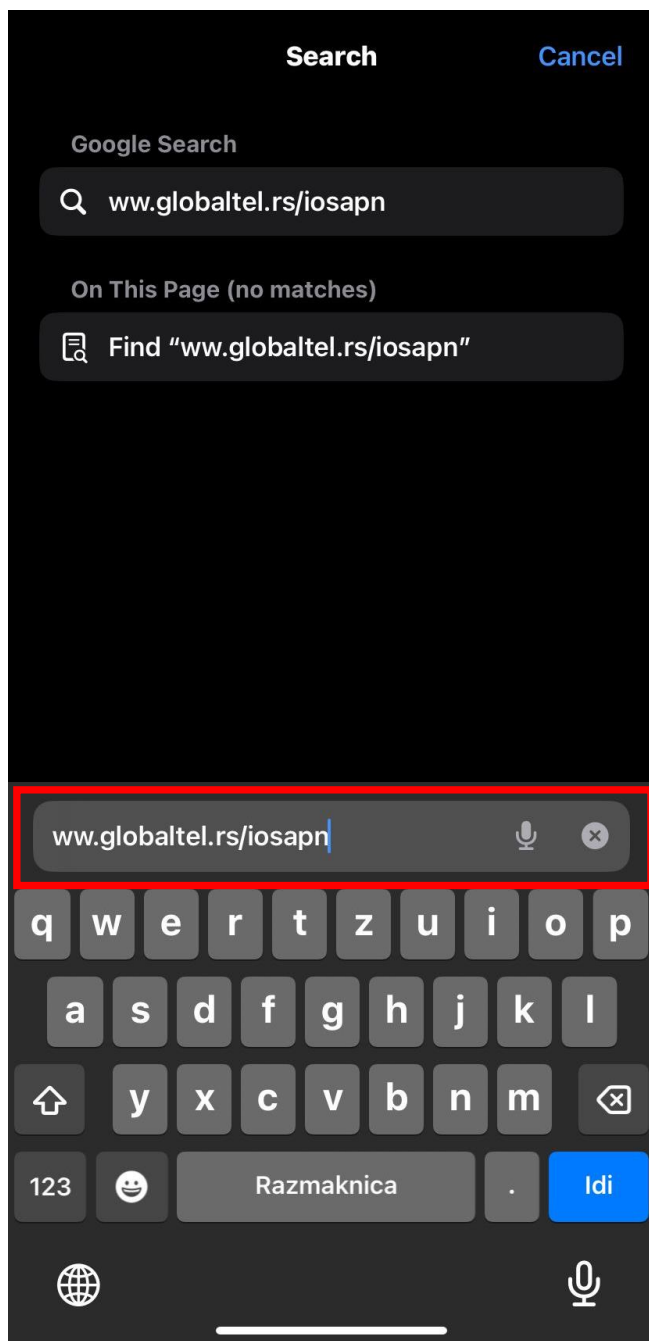 Search
Cancel
Google Search
ww.globaltel.rs/iosapn
On This Page (no matches)
Find “ww.globaltel.rs/iosapn”
ww.globaltel.rs/iosapn
q w e r t z u i o p
a s d f g h j k l
y x c v b n m
123 Razmaknica . Idi